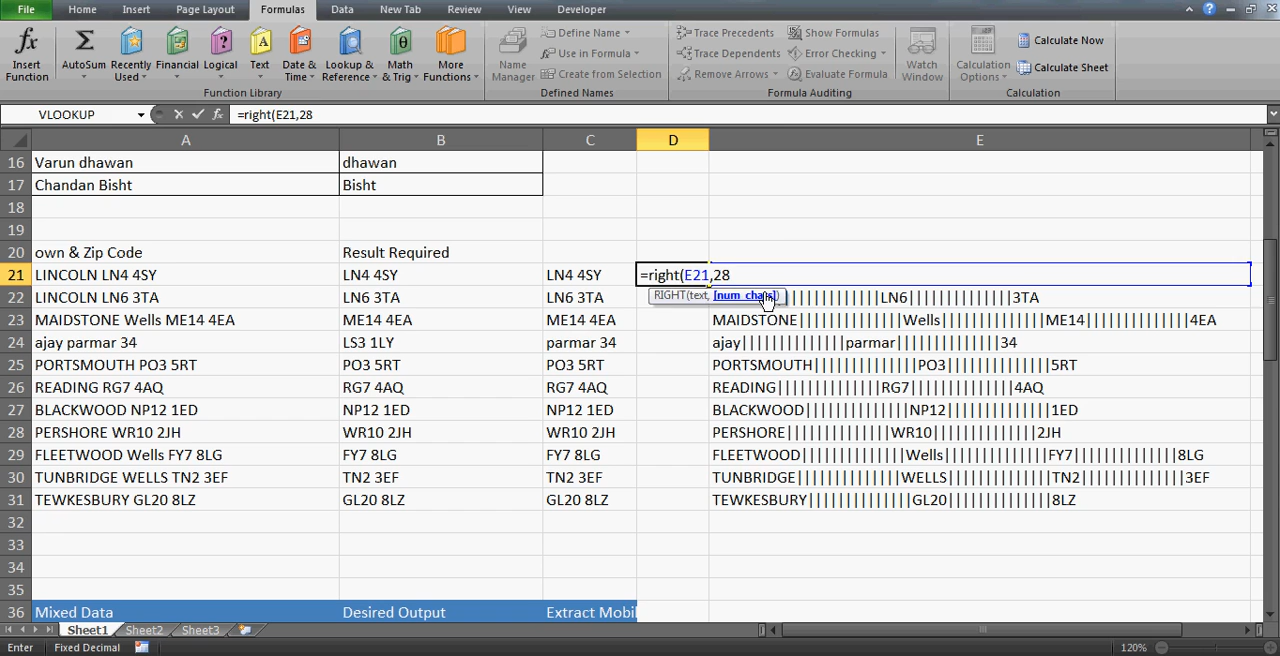 File Home Insert Page Layout Formulas Data New Tab Review View Developer
fx Σ θ A
Insert Function AutoSum Recently Used Financial Logical Text Date & Time Lookup & Reference Math & Trig More Functions
Name Manager Define Name Use in Formula Create from Selection
Trace Precedents Trace Dependents Remove Arrows Show Formulas Error Checking Evaluate Formula Watch Window
Calculation Options Calculate Now Calculate Sheet
Function Library Defined Names Formula Auditing Calculation
VLOOKUP fx =right(E21,28
A B C D E
16 Varun dhawan dhawan
17 Chandan Bisht Bisht
18
19
20 own & Zip Code Result Required
21 LINCOLN LN4 4SY LN4 4SY LN4 4SY =right(E21,28
RIGHT(text, [num_chars])
22 LINCOLN LN6 3TA LN6 3TA LN6 3TA ||||||||||LN6||||||||||||||3TA
23 MAIDSTONE Wells ME14 4EA ME14 4EA ME14 4EA MAIDSTONE||||||||||||||Wells||||||||||||||ME14||||||||||||||4EA
24 ajay parmar 34 LS3 1LY parmar 34 ajay||||||||||||||parmar||||||||||||||34
25 PORTSMOUTH PO3 5RT PO3 5RT PO3 5RT PORTSMOUTH||||||||||||||PO3||||||||||||||5RT
26 READING RG7 4AQ RG7 4AQ RG7 4AQ READING||||||||||||||RG7||||||||||||||4AQ
27 BLACKWOOD NP12 1ED NP12 1ED NP12 1ED BLACKWOOD||||||||||||||NP12||||||||||||||1ED
28 PERSHORE WR10 2JH WR10 2JH WR10 2JH PERSHORE||||||||||||||WR10||||||||||||||2JH
29 FLEETWOOD Wells FY7 8LG FY7 8LG FY7 8LG FLEETWOOD||||||||||||||Wells||||||||||||||FY7||||||||||||||8LG
30 TUNBRIDGE WELLS TN2 3EF TN2 3EF TN2 3EF TUNBRIDGE||||||||||||||WELLS||||||||||||||TN2||||||||||||||3EF
31 TEWKESBURY GL20 8LZ GL20 8LZ GL20 8LZ TEWKESBURY||||||||||||||GL20||||||||||||||8LZ
32
33
34
35
36 Mixed Data Desired Output Extract Mobil
Sheet1 Sheet2 Sheet3
Enter Fixed Decimal 120%